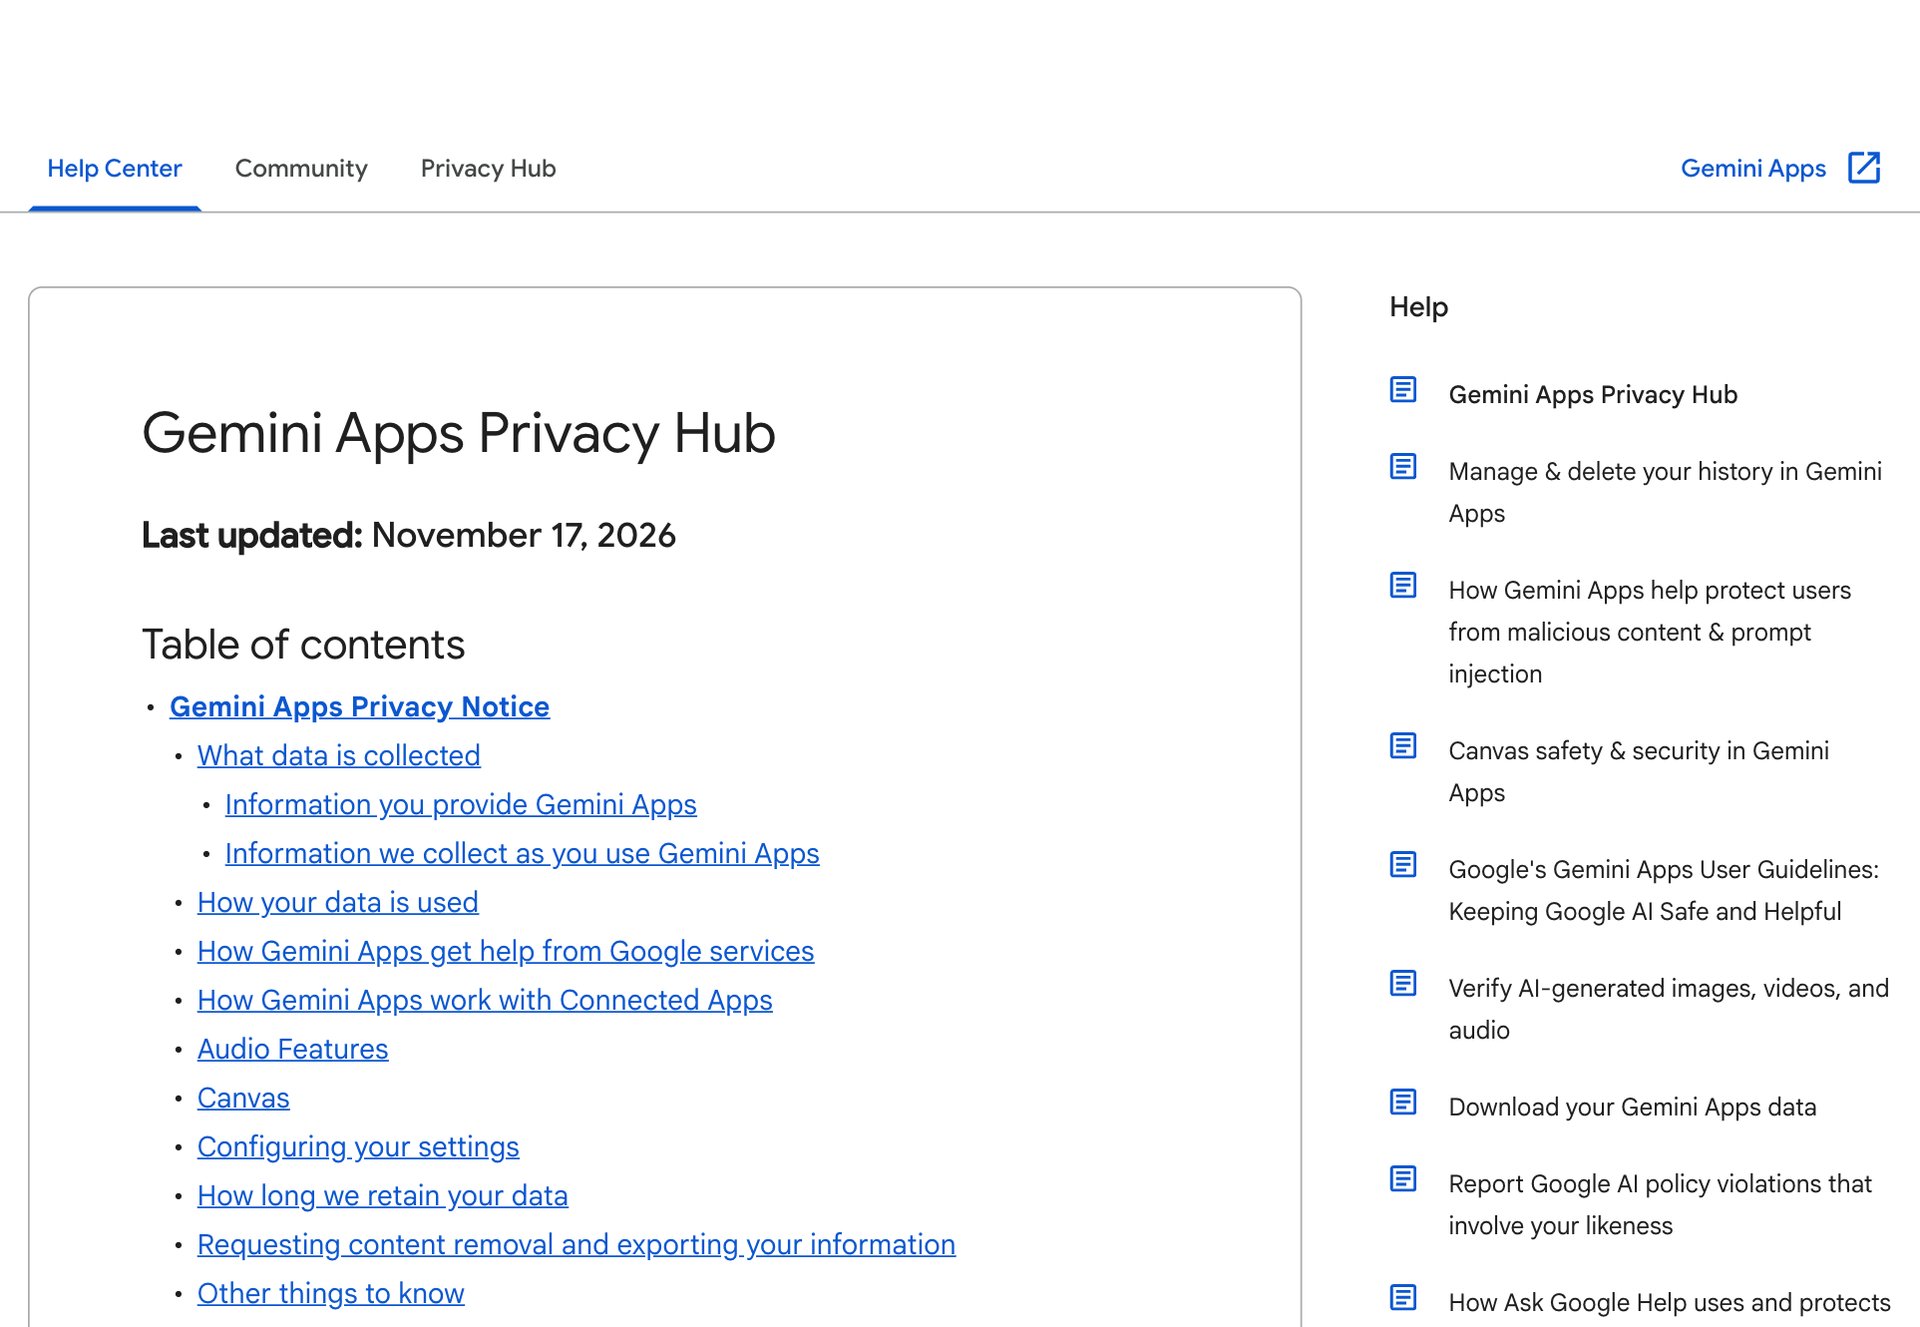 Help Center
Community
Privacy Hub
Gemini Apps
Gemini Apps Privacy Hub
Last updated: November 17, 2026
Table of contents
• Gemini Apps Privacy Notice
• What data is collected
• Information you provide Gemini Apps
• Information we collect as you use Gemini Apps
• How your data is used
• How Gemini Apps get help from Google services
• How Gemini Apps work with Connected Apps
• Audio Features
• Canvas
• Configuring your settings
• How long we retain your data
• Requesting content removal and exporting your information
• Other things to know
Help
Gemini Apps Privacy Hub
Manage & delete your history in Gemini
Apps
How Gemini Apps help protect users
from malicious content & prompt
injection
Canvas safety & security in Gemini
Apps
Google's Gemini Apps User Guidelines:
Keeping Google AI Safe and Helpful
Verify AI-generated images, videos, and
audio
Download your Gemini Apps data
Report Google AI policy violations that
involve your likeness
How Ask Google Help uses and protects